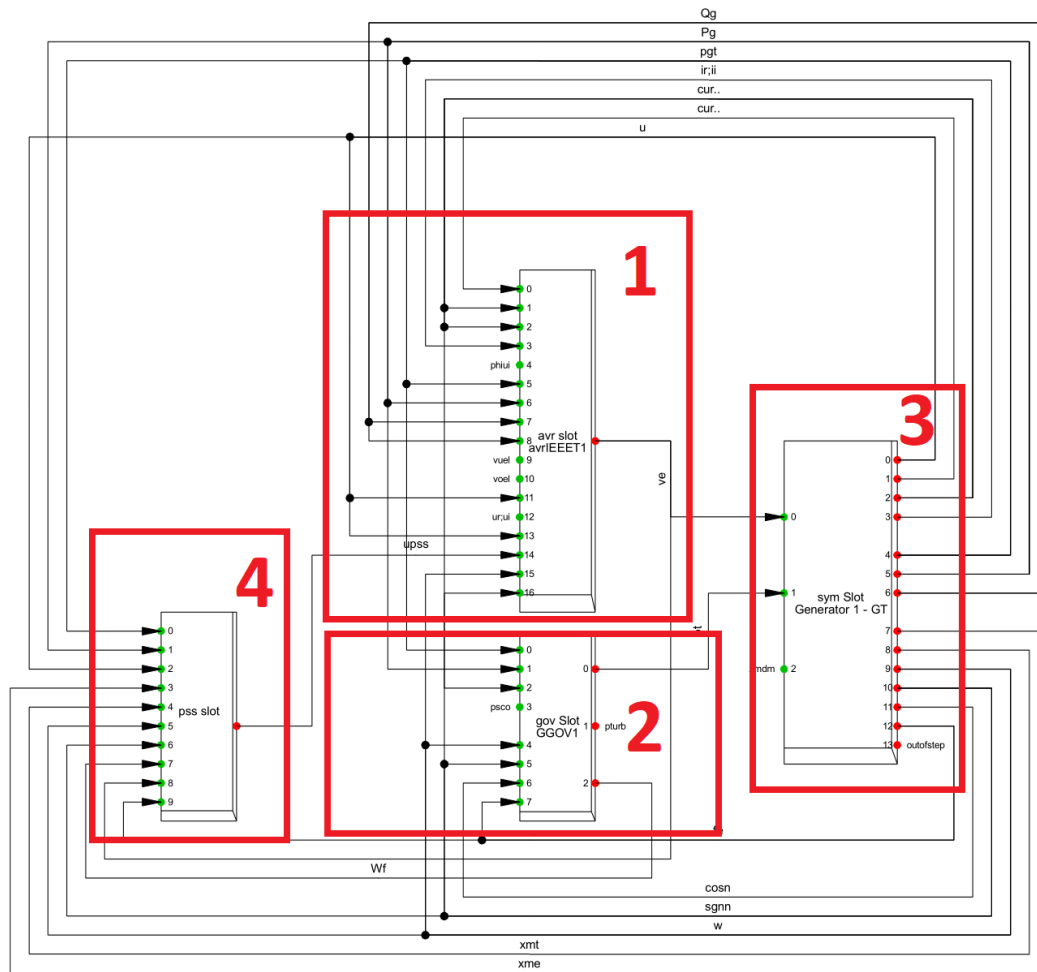 Qg
Pg
pgt
ir;ii
cur..
cur..
u
1
0
1
2
3
phiui 4
5
6
7
8
avr slot
avrIEEET1
vuel 9
voel 10
11
ur;ui 12
13
upss 14
15
16
ve
3
0
1
2
3
4
5
6
7
8
9
10
11
12
13 outofstep
0
1
mdm 2
sym Slot
Generator 1 - GT
4
0
1
2
3
4
5
6
7
8
9
pss slot
2
0
1
2
psco 3
4
5
6
7
gov Slot
GGOV1
0
1 pturb
2
Wf
cosn
sgnn
w
xmt
xme